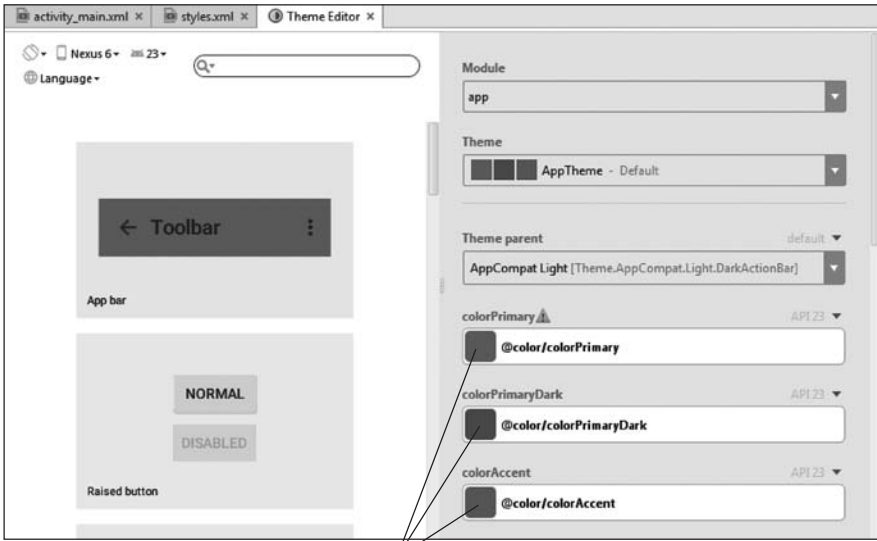 activity_main.xml
styles.xml
Theme Editor
Nexus 6
23
Language
Toolbar
App bar
NORMAL
DISABLED
Raised button
Module
app
Theme
AppTheme - Default
Theme parent
default
AppCompat Light [Theme.AppCompat.Light.DarkActionBar]
colorPrimary
API 23
@color/colorPrimary
colorPrimaryDark
API 23
@color/colorPrimaryDark
colorAccent
API 23
@color/colorAccent